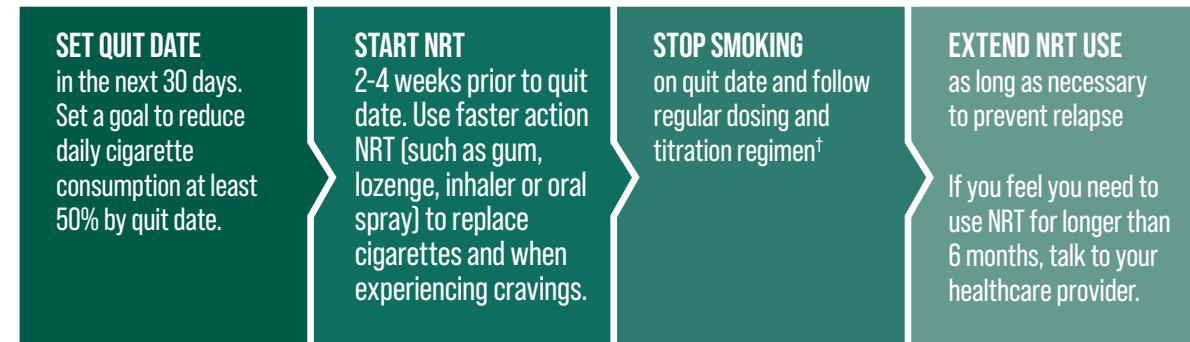 SET QUIT DATE
in the next 30 days.
Set a goal to reduce
daily cigarette
consumption at least
50% by quit date.
START NRT
2-4 weeks prior to quit
date. Use faster action
NRT (such as gum,
lozenge, inhaler or oral
spray) to replace
cigarettes and when
experiencing cravings.
STOP SMOKING
on quit date and follow
regular dosing and
titration regimen†
EXTEND NRT USE
as long as necessary
to prevent relapse
If you feel you need to
use NRT for longer than
6 months, talk to your
healthcare provider.